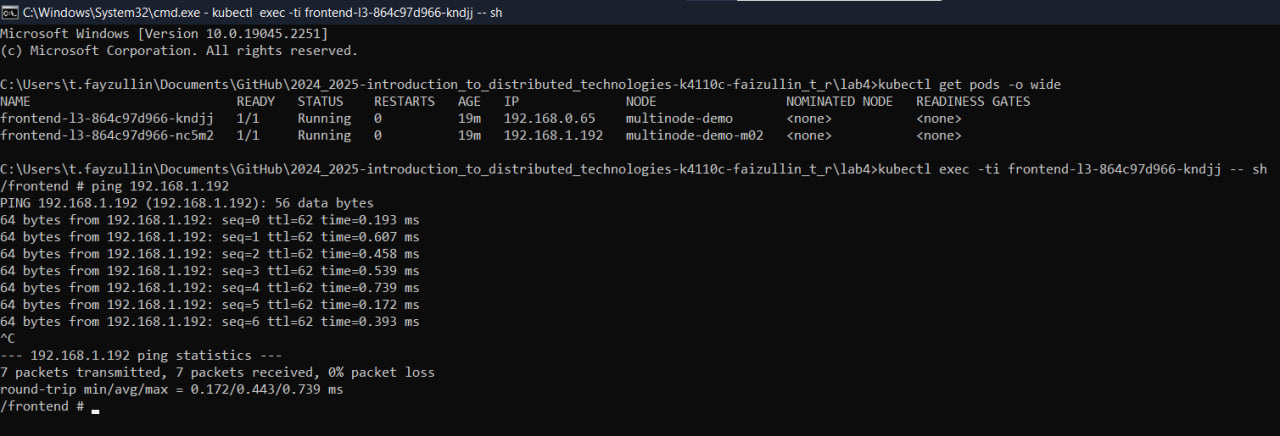 C:\Windows\System32\cmd.exe - kubectl  exec -ti frontend-l3-864c97d966-kndjj -- sh
Microsoft Windows [Version 10.0.19045.2251]
(c) Microsoft Corporation. All rights reserved.
C:\Users\t.fayzullin\Documents\GitHub\2024_2025-introduction_to_distributed_technologies-k4110c-faizullin_t_r\lab4>kubectl get pods -o wide
NAME                        READY   STATUS    RESTARTS   AGE   IP              NODE                 NOMINATED NODE   READINESS GATES
frontend-l3-864c97d966-kndjj   1/1     Running   0          19m   192.168.0.65    multinode-demo       <none>           <none>
frontend-l3-864c97d966-nc5m2   1/1     Running   0          19m   192.168.1.192   multinode-demo-m02   <none>           <none>
C:\Users\t.fayzullin\Documents\GitHub\2024_2025-introduction_to_distributed_technologies-k4110c-faizullin_t_r\lab4>kubectl exec -ti frontend-l3-864c97d966-kndjj -- sh
/frontend # ping 192.168.1.192
PING 192.168.1.192 (192.168.1.192): 56 data bytes
64 bytes from 192.168.1.192: seq=0 ttl=62 time=0.193 ms
64 bytes from 192.168.1.192: seq=1 ttl=62 time=0.607 ms
64 bytes from 192.168.1.192: seq=2 ttl=62 time=0.458 ms
64 bytes from 192.168.1.192: seq=3 ttl=62 time=0.539 ms
64 bytes from 192.168.1.192: seq=4 ttl=62 time=0.739 ms
64 bytes from 192.168.1.192: seq=5 ttl=62 time=0.172 ms
64 bytes from 192.168.1.192: seq=6 ttl=62 time=0.393 ms
^C
--- 192.168.1.192 ping statistics ---
7 packets transmitted, 7 packets received, 0% packet loss
round-trip min/avg/max = 0.172/0.443/0.739 ms
/frontend #